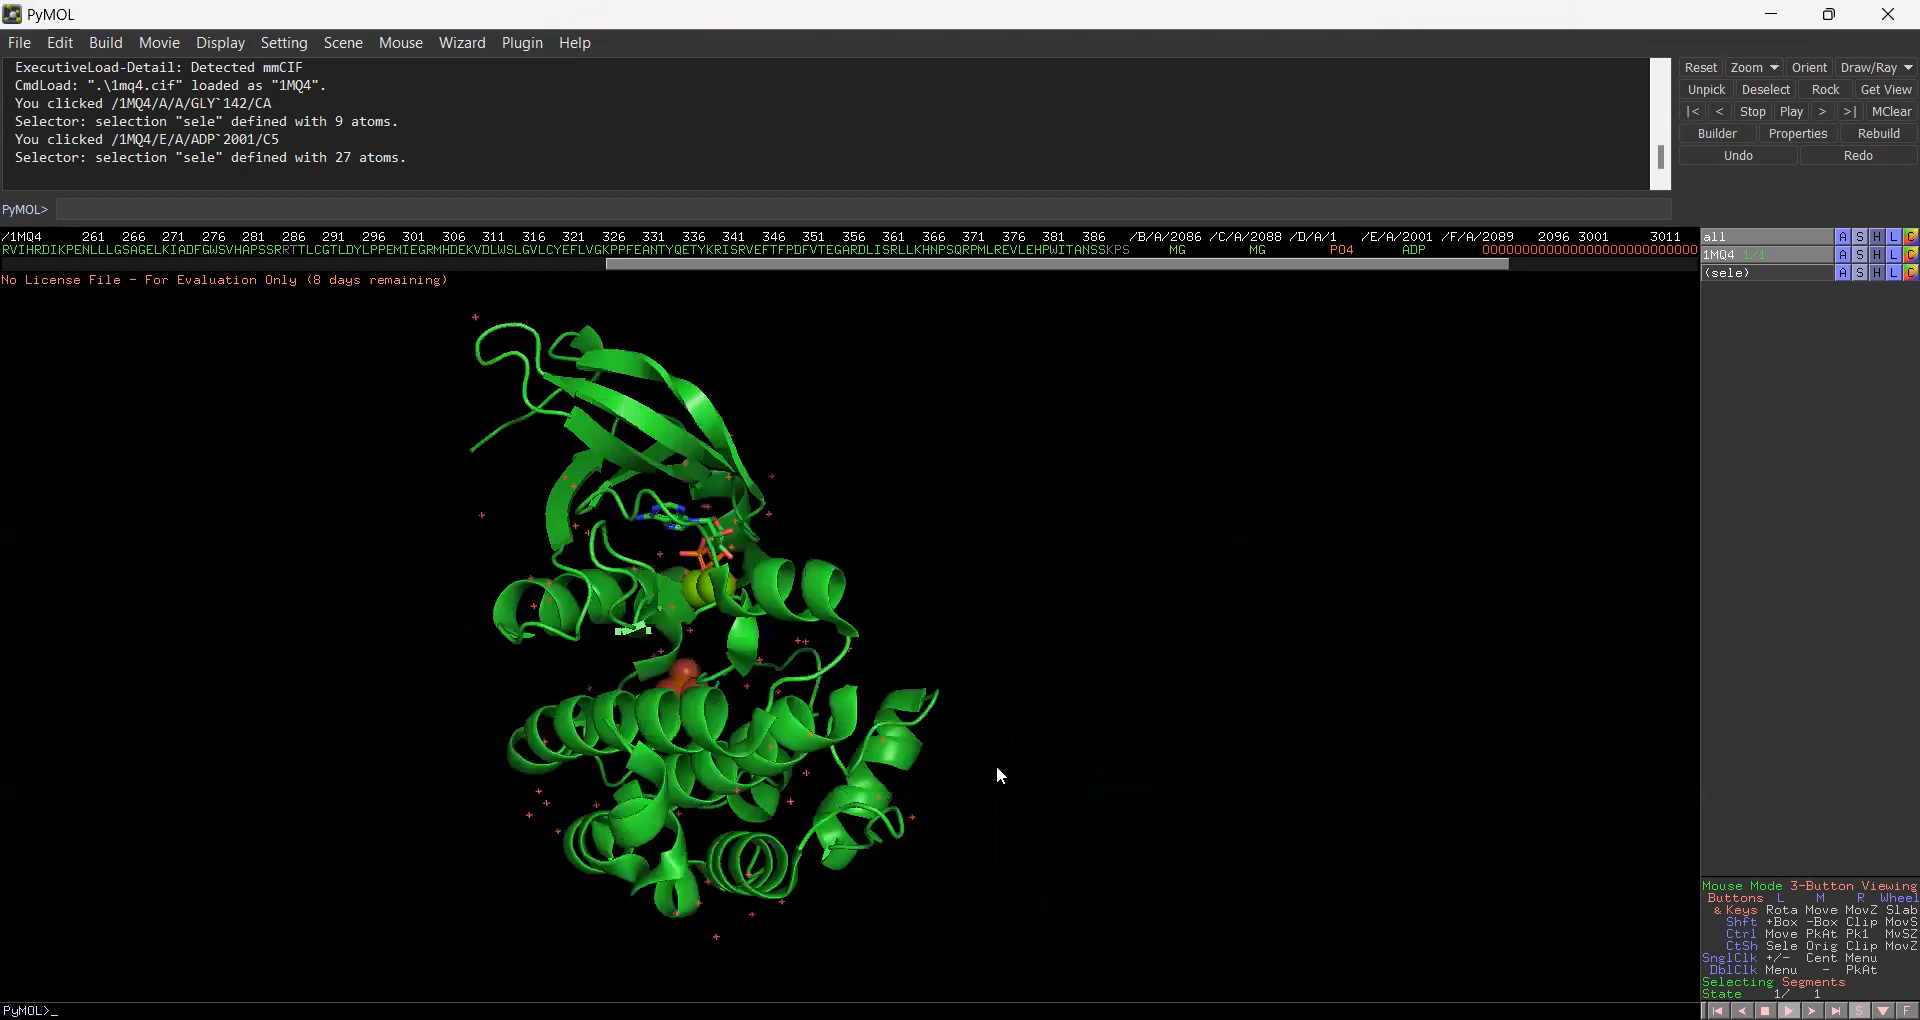 PyMOL
File Edit Build Movie Display Setting Scene Mouse Wizard Plugin Help
ExecutiveLoad-Detail: Detected mmCIF
CmdLoad: ".\1mq4.cif" loaded as "1MQ4".
You clicked /1MQ4/A/A/GLY`142/CA
Selector: selection "sele" defined with 9 atoms.
You clicked /1MQ4/E/A/ADP`2001/C5
Selector: selection "sele" defined with 27 atoms.
Reset Zoom Orient Draw/Ray
Unpick Deselect Rock Get View
|< < Stop Play > >| MClear
Builder Properties Rebuild
Undo Redo
PyMOL>
/1MQ4 261 266 271 276 281 286 291 296 301 306 311 316 321 326 331 336 341 346 351 356 361 366 371 376 381 386 /B/A/2086 /C/A/2088 /D/A/1 /E/A/2001 /F/A/2089 2096 3001 3011
RVIHRDIKPENLLLGSAGELKIADFGWSVHAPSSRRTTLCGTLDYLPPEMIEGRMHDEKVDLWSLGVLCYEFLVGKPPFEANTYQETYKRISRVEFTFPDFVTEGARDLISRLLKHNPSQRPMLREVLEHPWITANSSKPS MG MG PO4 ADP OOOOOOOOOOOOOOOOOOOOOOOOOOO
No License File - For Evaluation Only (8 days remaining)
all A S H L C
1MQ4 1/1 A S H L C
(sele) A S H L C
Mouse Mode 3-Button Viewing
Buttons L M R Wheel
& Keys Rota Move MovZ Slab
Shft +Box -Box Clip MovS
Ctrl Move PkAt Pk1 MvSZ
CtSh Sele Orig Clip MovZ
SnglClk +/- Cent Menu
DblClk Menu - PkAt
Selecting Segments
State 1/ 1
PyMOL>_
S F